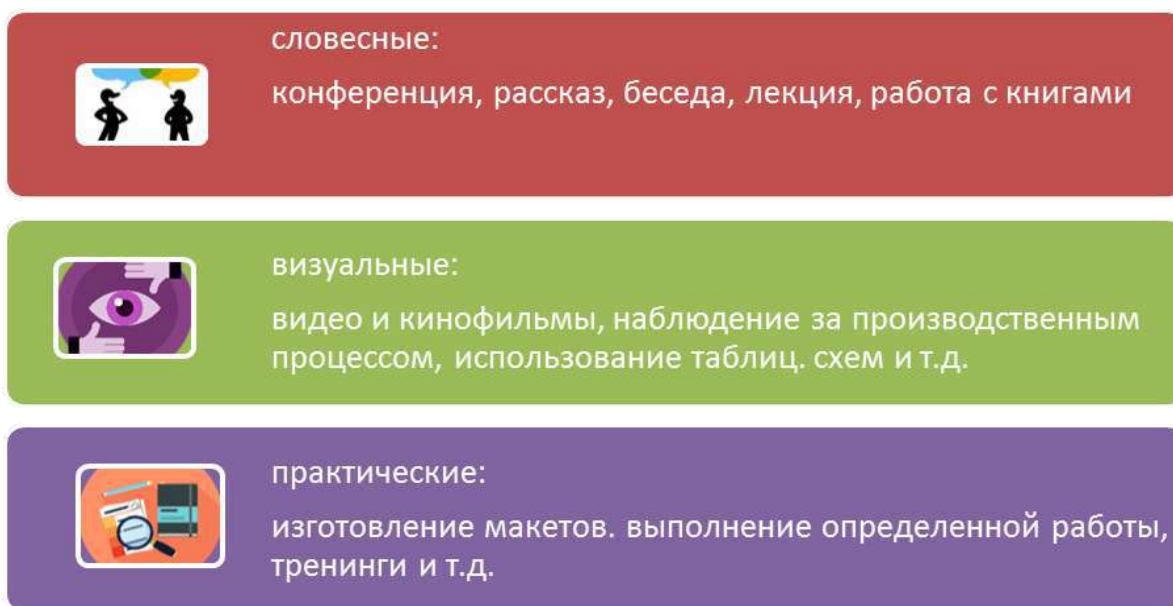 словесные:
конференция, рассказ, беседа, лекция, работа с книгами
визуальные:
видео и кинофильмы, наблюдение за производственным
процессом, использование таблиц. схем и т.д.
практические:
изготовление макетов. выполнение определенной работы,
тренинги и т.д.